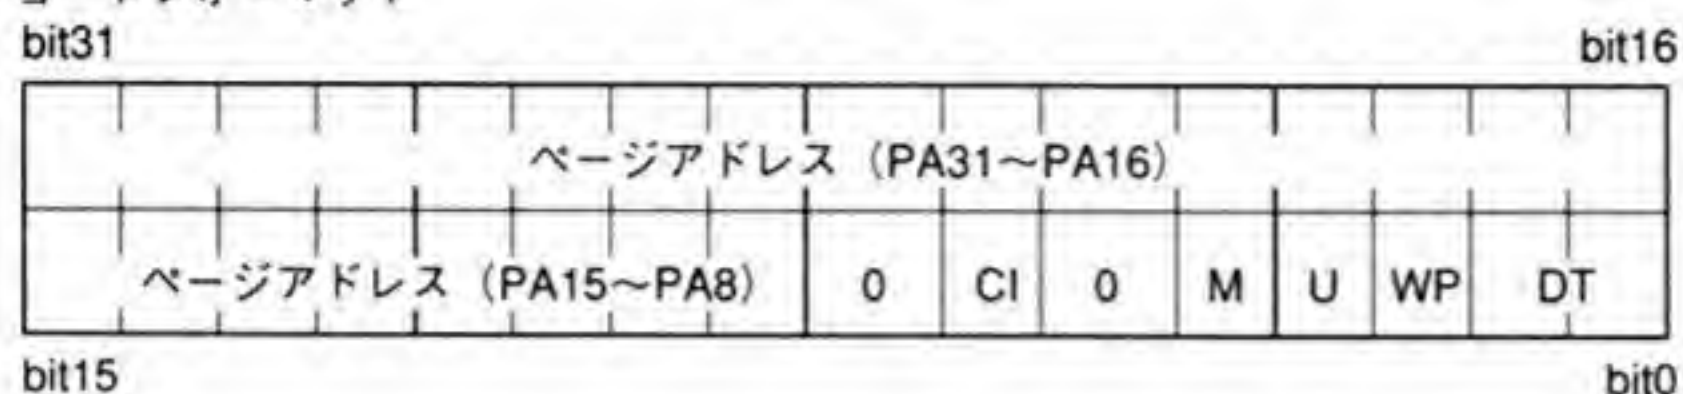 bit31 bit16
ページアドレス（PA31～PA16）
ページアドレス（PA15～PA8） 0 CI 0 M U WP DT
bit15 bit0